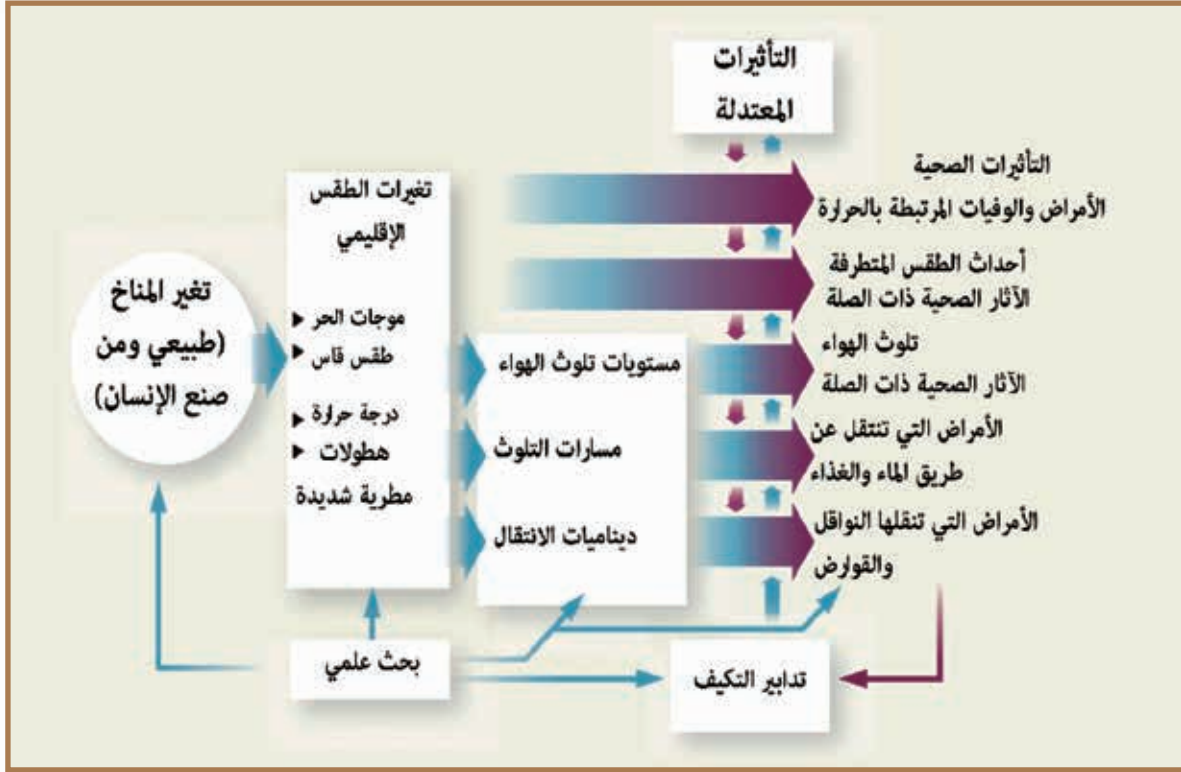 التأثيرات
المعتدلة
التأثيرات الصحية
الأمراض والوفيات المرتبطة بالحرارة
أحداث الطقس المتطرفة
الآثار الصحية ذات الصلة
تلوث الهواء
الآثار الصحية ذات الصلة
الأمراض التي تنتقل عن
طريق الماء والغذاء
الأمراض التي تنقلها النواقل
والقوارض
مستويات تلوث الهواء
مسارات التلوث
ديناميات الانتقال
تغيرات الطقس
الإقليمي
موجات الحر
طقس قاس
درجة حرارة
هطولات
مطرية شديدة
تغير المناخ
(طبيعي ومن
صنع الإنسان)
بحث علمي
تدابير التكيف